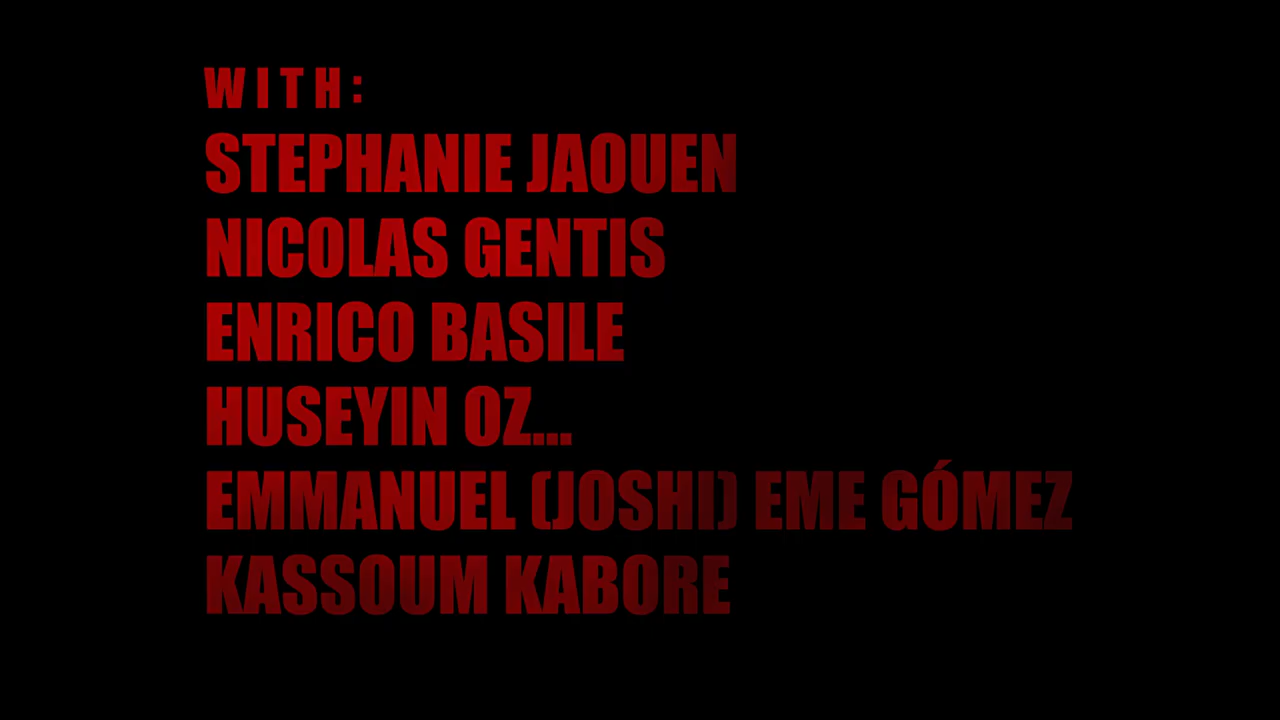 WITH:
STEPHANIE JAOUEN
NICOLAS GENTIS
ENRICO BASILE
HUSEYIN OZ...
EMMANUEL (JOSHI) EME GÓMEZ
KASSOUM KABORE